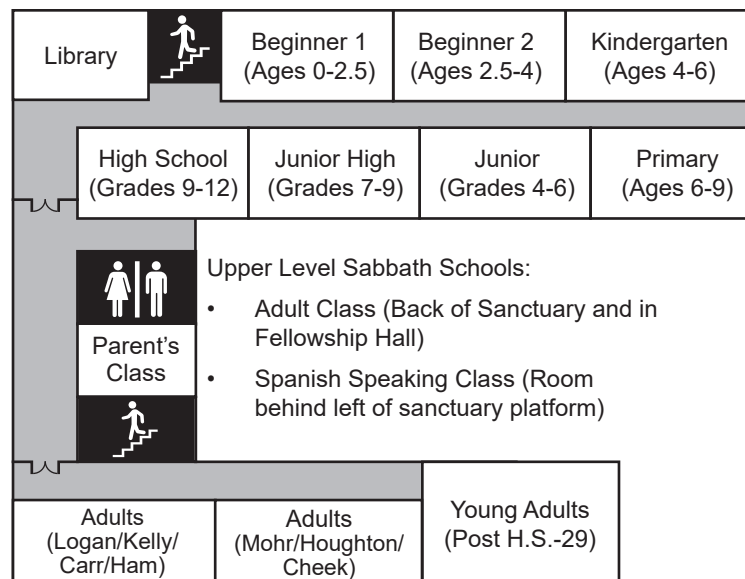 Library
Beginner 1
(Ages 0-2.5)
Beginner 2
(Ages 2.5-4)
Kindergarten
(Ages 4-6)
High School
(Grades 9-12)
Junior High
(Grades 7-9)
Junior
(Grades 4-6)
Primary
(Ages 6-9)
Upper Level Sabbath Schools:
• Adult Class (Back of Sanctuary and in
Fellowship Hall)
• Spanish Speaking Class (Room
behind left of sanctuary platform)
Parent's
Class
Adults
(Logan/Kelly/
Carr/Ham)
Adults
(Mohr/Houghton/
Cheek)
Young Adults
(Post H.S.-29)